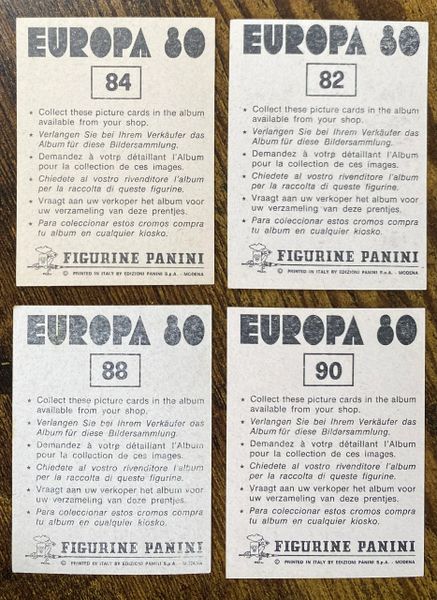 EUROPA 80
84
★ Collect these picture cards in the album
available from your shop.
★ Verlangen Sie bei Ihrem Verkäufer das
Album für diese Bildersammlung.
★ Demandez à votre détaillant l'Album
pour la collection de ces images.
★ Chiedete al vostro rivenditore l'album
per la raccolta di queste figurine.
★ Vraagt aan uw verkoper het album voor
uw verzameling van deze prentjes.
★ Para coleccionar estos cromos compra
tu album en cualquier kiosko.
FIGURINE PANINI
© PRINTED IN ITALY BY EDIZIONI PANINI S.p.A. - MODENA
EUROPA 80
82
★ Collect these picture cards in the album
available from your shop.
★ Verlangen Sie bei Ihrem Verkäufer das
Album für diese Bildersammlung.
★ Demandez à votre détaillant l'Album
pour la collection de ces images.
★ Chiedete al vostro rivenditore l'album
per la raccolta di queste figurine.
★ Vraagt aan uw verkoper het album voor
uw verzameling van deze prentjes.
★ Para coleccionar estos cromos compra
tu album en cualquier kiosko.
FIGURINE PANINI
© PRINTED IN ITALY BY EDIZIONI PANINI S.p.A. - MODENA
EUROPA 80
88
★ Collect these picture cards in the album
available from your shop.
★ Verlangen Sie bei Ihrem Verkäufer das
Album für diese Bildersammlung.
★ Demandez à votre détaillant l'Album
pour la collection de ces images.
★ Chiedete al vostro rivenditore l'album
per la raccolta di queste figurine.
★ Vraagt aan uw verkoper het album voor
uw verzameling van deze prentjes.
★ Para coleccionar estos cromos compra
tu album en cualquier kiosko.
FIGURINE PANINI
© PRINTED IN ITALY BY EDIZIONI PANINI S.p.A. - MODENA
EUROPA 80
90
★ Collect these picture cards in the album
available from your shop.
★ Verlangen Sie bei Ihrem Verkäufer das
Album für diese Bildersammlung.
★ Demandez à votre détaillant l'Album
pour la collection de ces images.
★ Chiedete al vostro rivenditore l'album
per la raccolta di queste figurine.
★ Vraagt aan uw verkoper het album voor
uw verzameling van deze prentjes.
★ Para coleccionar estos cromos compra
tu album en cualquier kiosko.
FIGURINE PANINI
© PRINTED IN ITALY BY EDIZIONI PANINI S.p.A. - MODENA